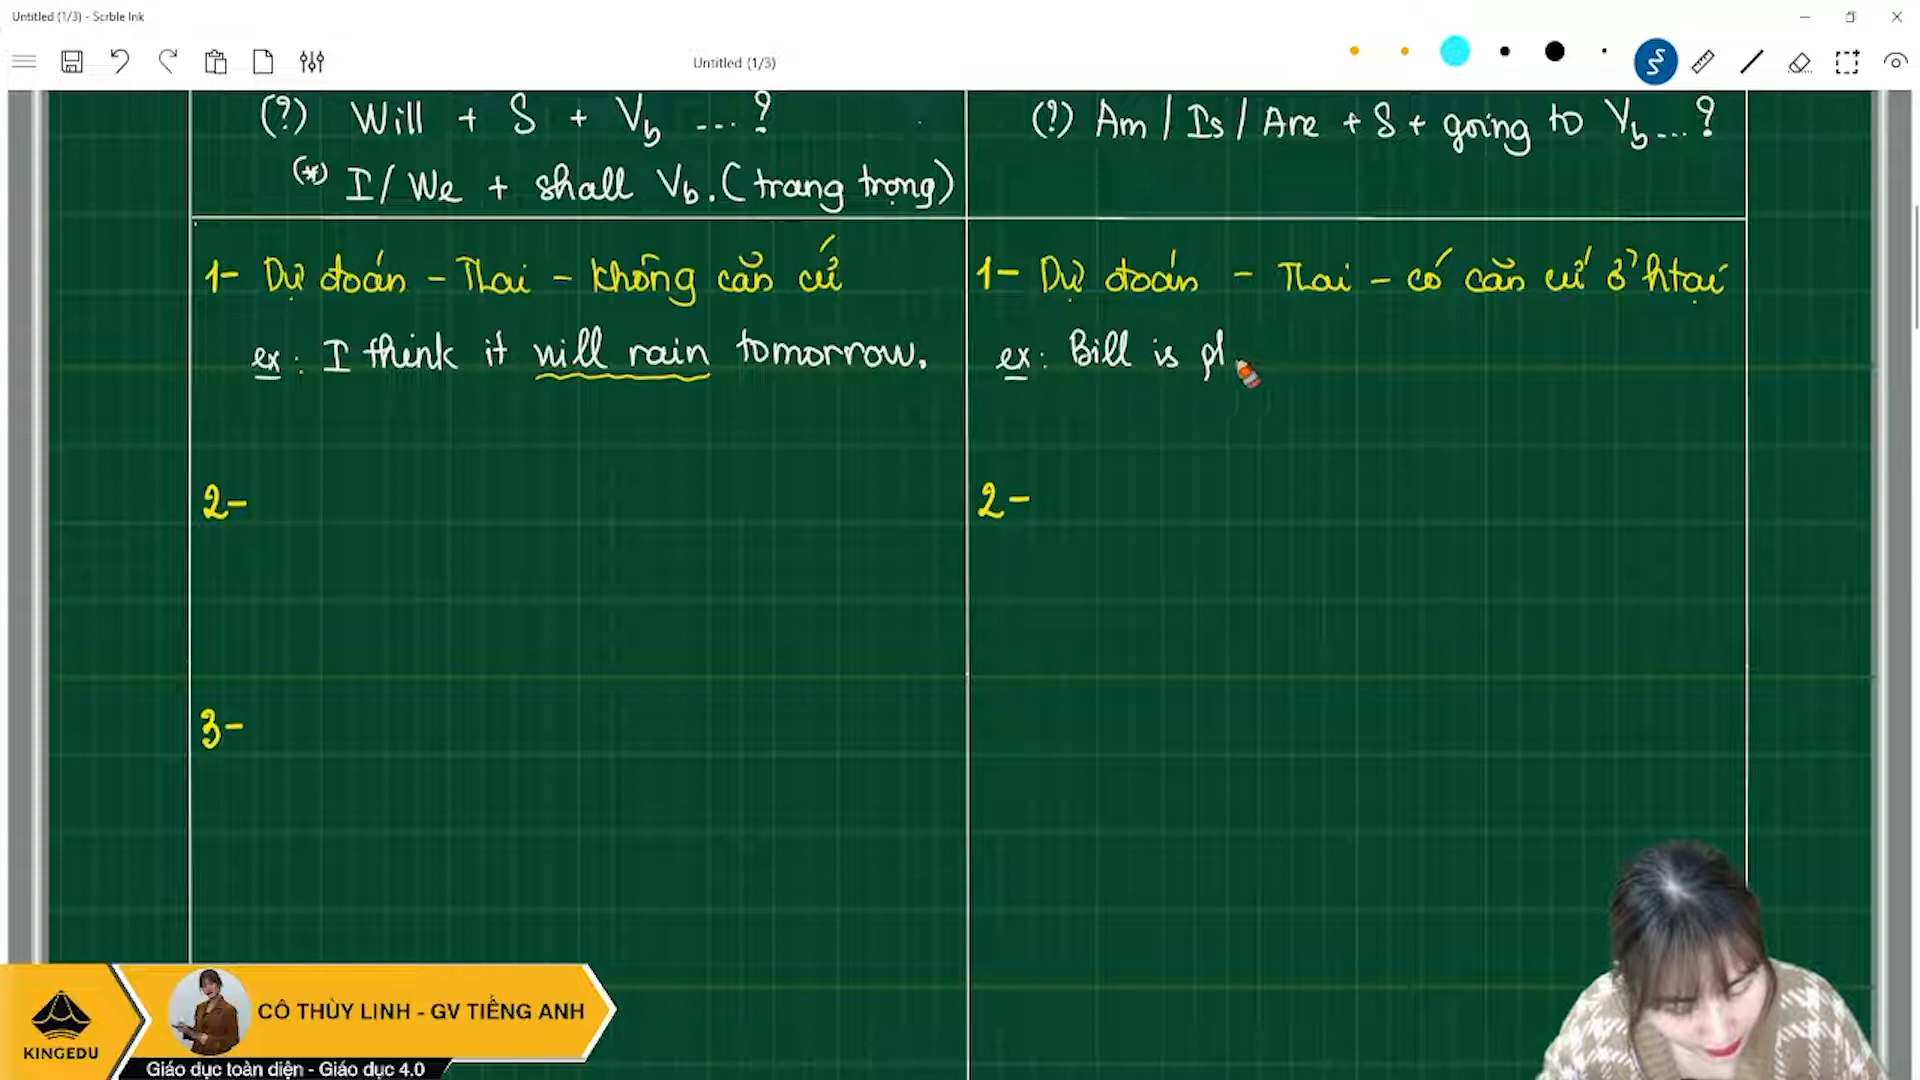 Untitled (1/3) - Scrble Ink
Untitled (1/3)
(?) Will + S + Vb ...?
(*) I/We + shall Vb. (trang trọng)
(?) Am / Is / Are + S + going to Vb...?
1- Dự đoán - Tlai - không căn cứ
ex: I think it will rain tomorrow.
2-
3-
1- Dự đoán - Tlai - có căn cứ ở htại
ex: Bill is pl
2-
KINGEDU
CÔ THÙY LINH - GV TIẾNG ANH
Giáo dục toàn diện - Giáo dục 4.0